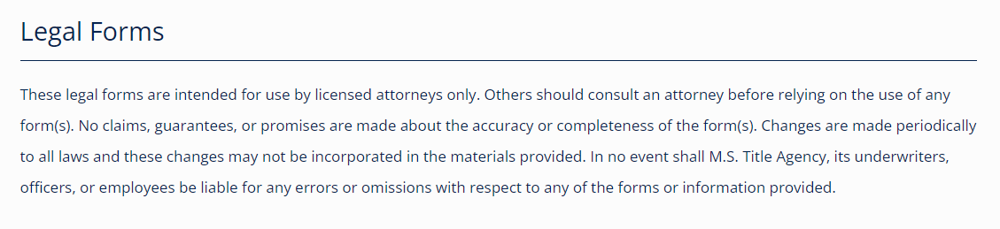 Legal Forms
These legal forms are intended for use by licensed attorneys only. Others should consult an attorney before relying on the use of any
form(s). No claims, guarantees, or promises are made about the accuracy or completeness of the form(s). Changes are made periodically
to all laws and these changes may not be incorporated in the materials provided. In no event shall M.S. Title Agency, its underwriters,
officers, or employees be liable for any errors or omissions with respect to any of the forms or information provided.